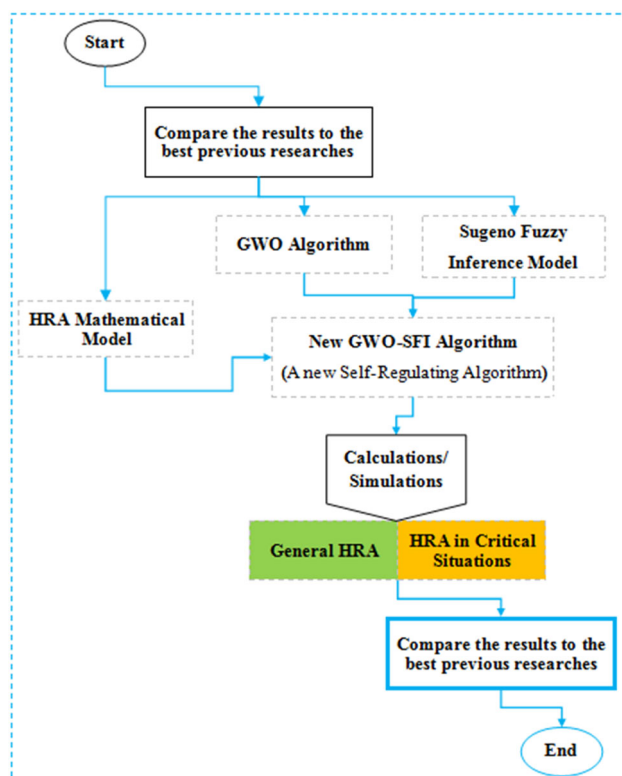 Start
Compare the results to the
best previous researches
GWO Algorithm
Sugeno Fuzzy
Inference Model
HRA Mathematical
Model
New GWO-SFI Algorithm
(A new Self-Regulating Algorithm)
Calculations/
Simulations
General HRA
HRA in Critical
Situations
Compare the results to the
best previous researches
End